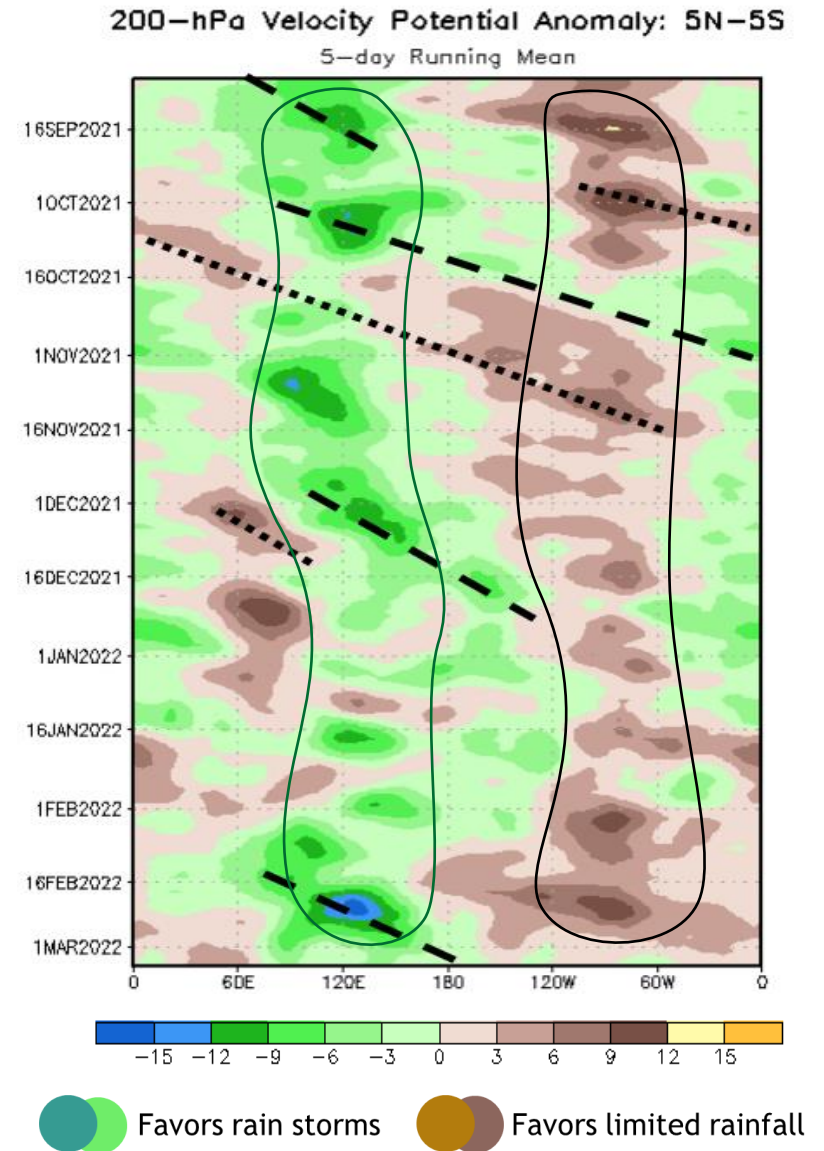 200-hPa Velocity Potential Anomaly: 5N-5S
5-day Running Mean
16SEP2021
1OCT2021
16OCT2021
1NOV2021
16NOV2021
1DEC2021
16DEC2021
1JAN2022
16JAN2022
1FEB2022
16FEB2022
1MAR2022
0 60E 120E 180 120W 60W 0
-15 -12 -9 -6 -3 0 3 6 9 12 15
Favors rain storms Favors limited rainfall